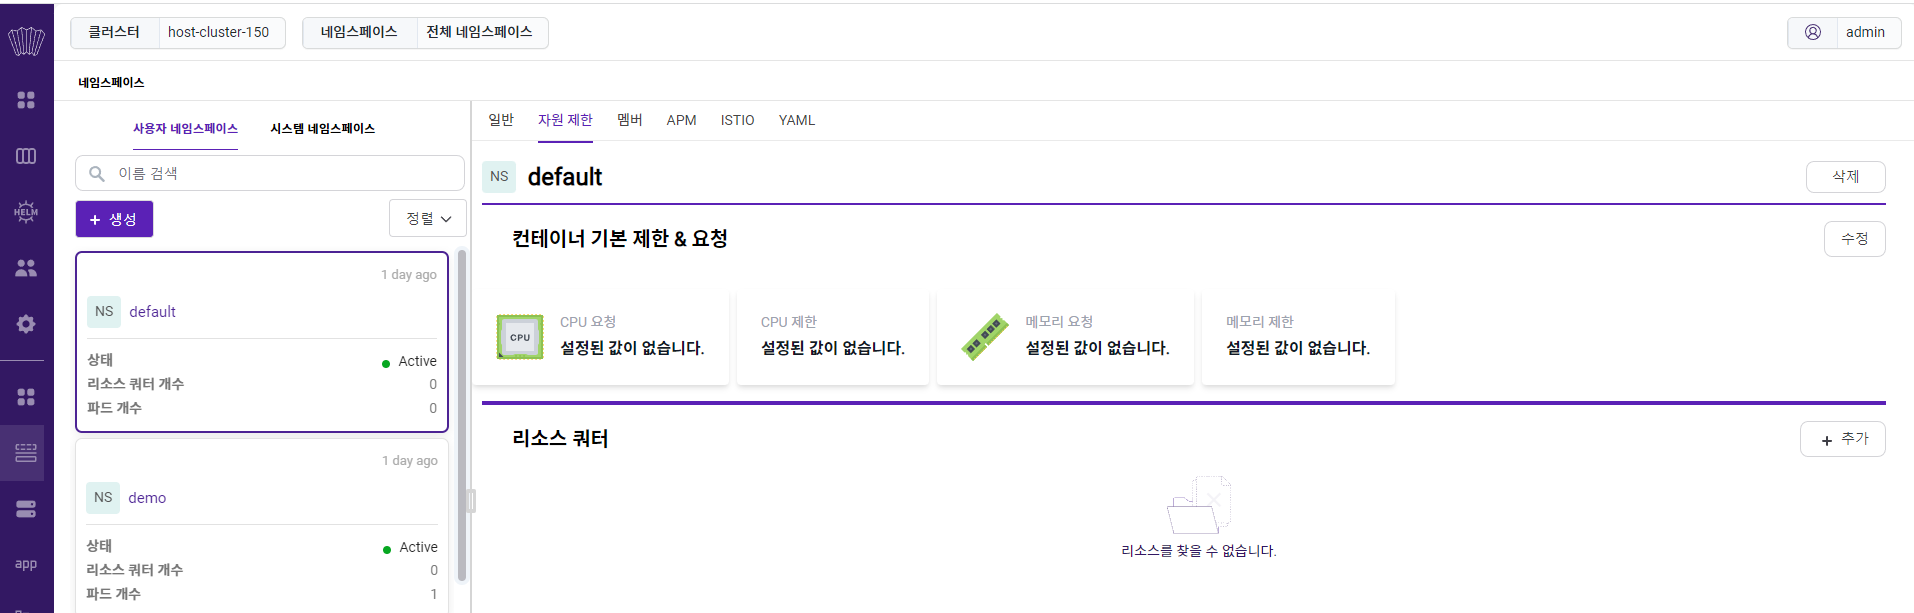 클러스터 host-cluster-150 네임스페이스 전체 네임스페이스 admin
네임스페이스
HELM
app
사용자 네임스페이스 시스템 네임스페이스
이름 검색
+ 생성 정렬
1 day ago
NS default
상태 Active
리소스 쿼터 개수 0
파드 개수 0
1 day ago
NS demo
상태 Active
리소스 쿼터 개수 0
파드 개수 1
일반 자원 제한 멤버 APM ISTIO YAML
NS default 삭제
컨테이너 기본 제한 & 요청 수정
CPU
CPU 요청
설정된 값이 없습니다.
CPU 제한
설정된 값이 없습니다.
메모리 요청
설정된 값이 없습니다.
메모리 제한
설정된 값이 없습니다.
리소스 쿼터 + 추가
리소스를 찾을 수 없습니다.